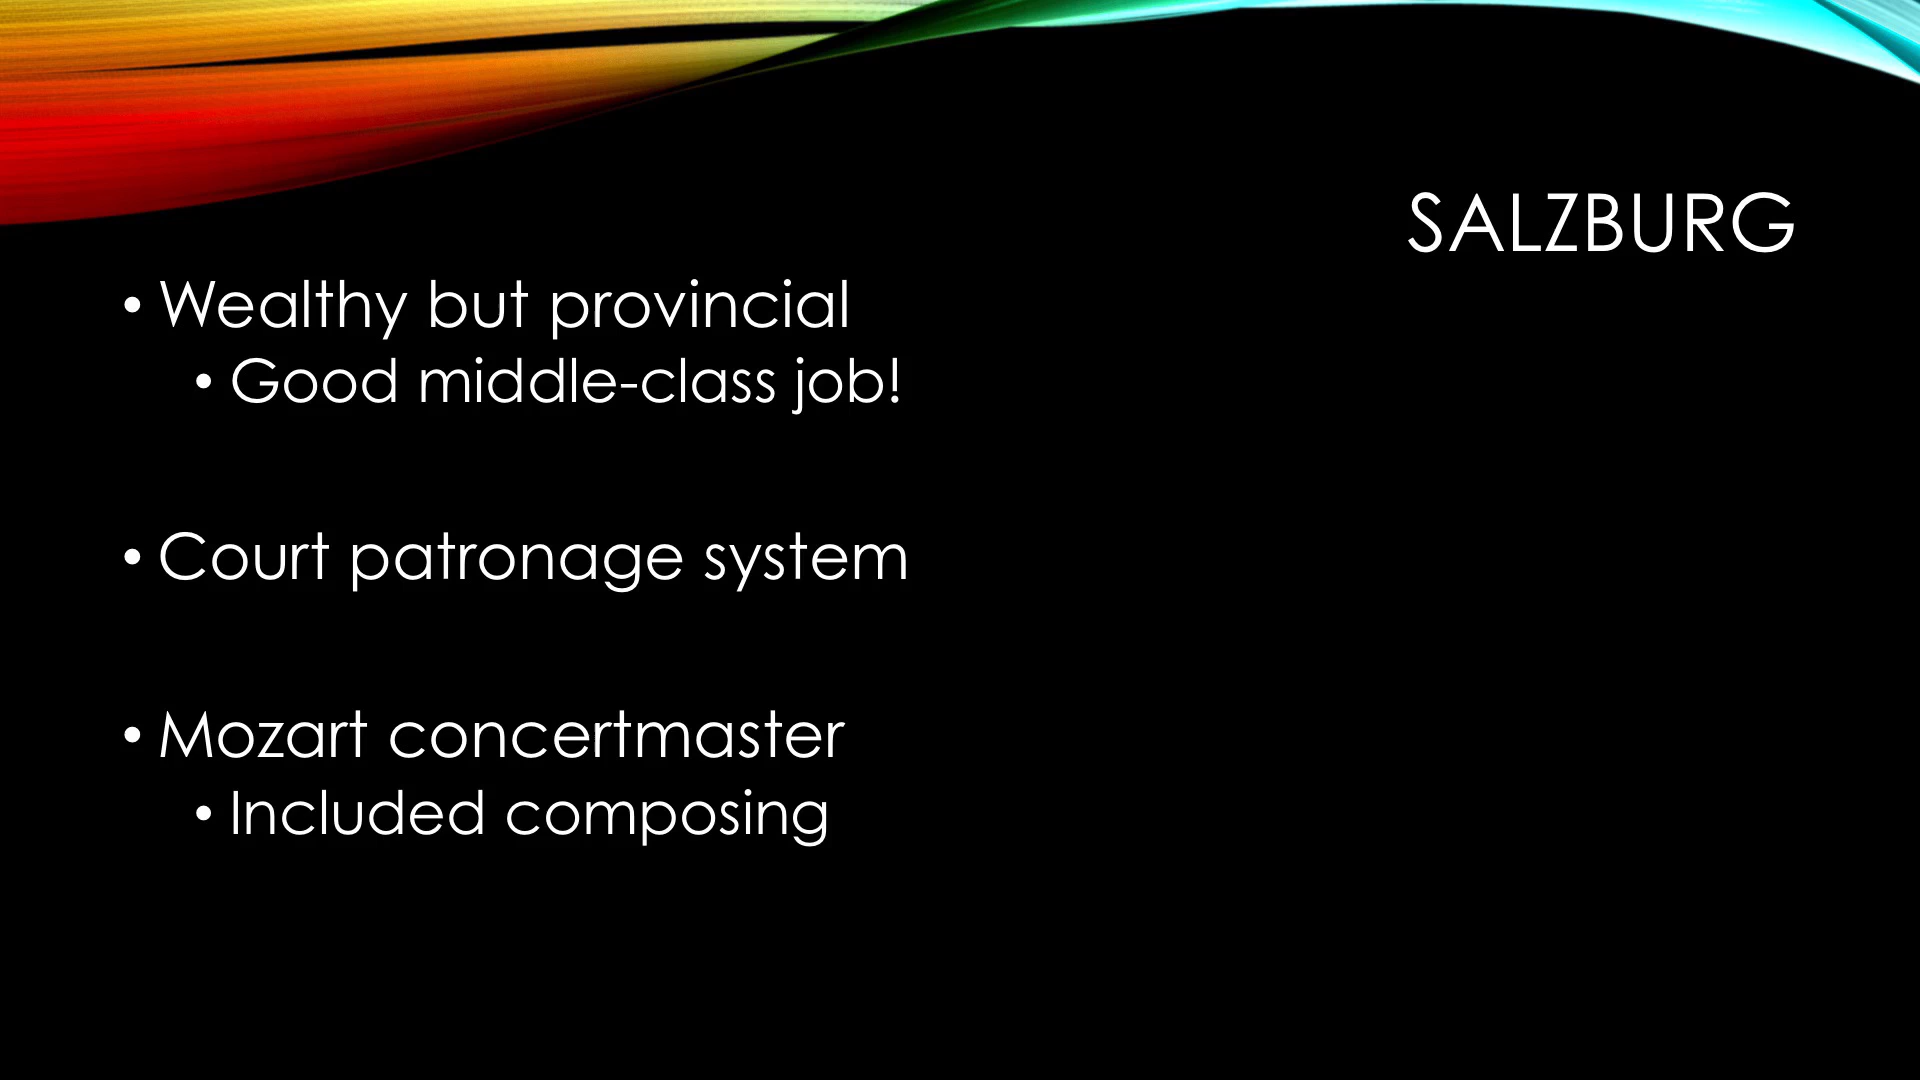 SALZBURG
• Wealthy but provincial
• Good middle-class job!
• Court patronage system
• Mozart concertmaster
• Included composing